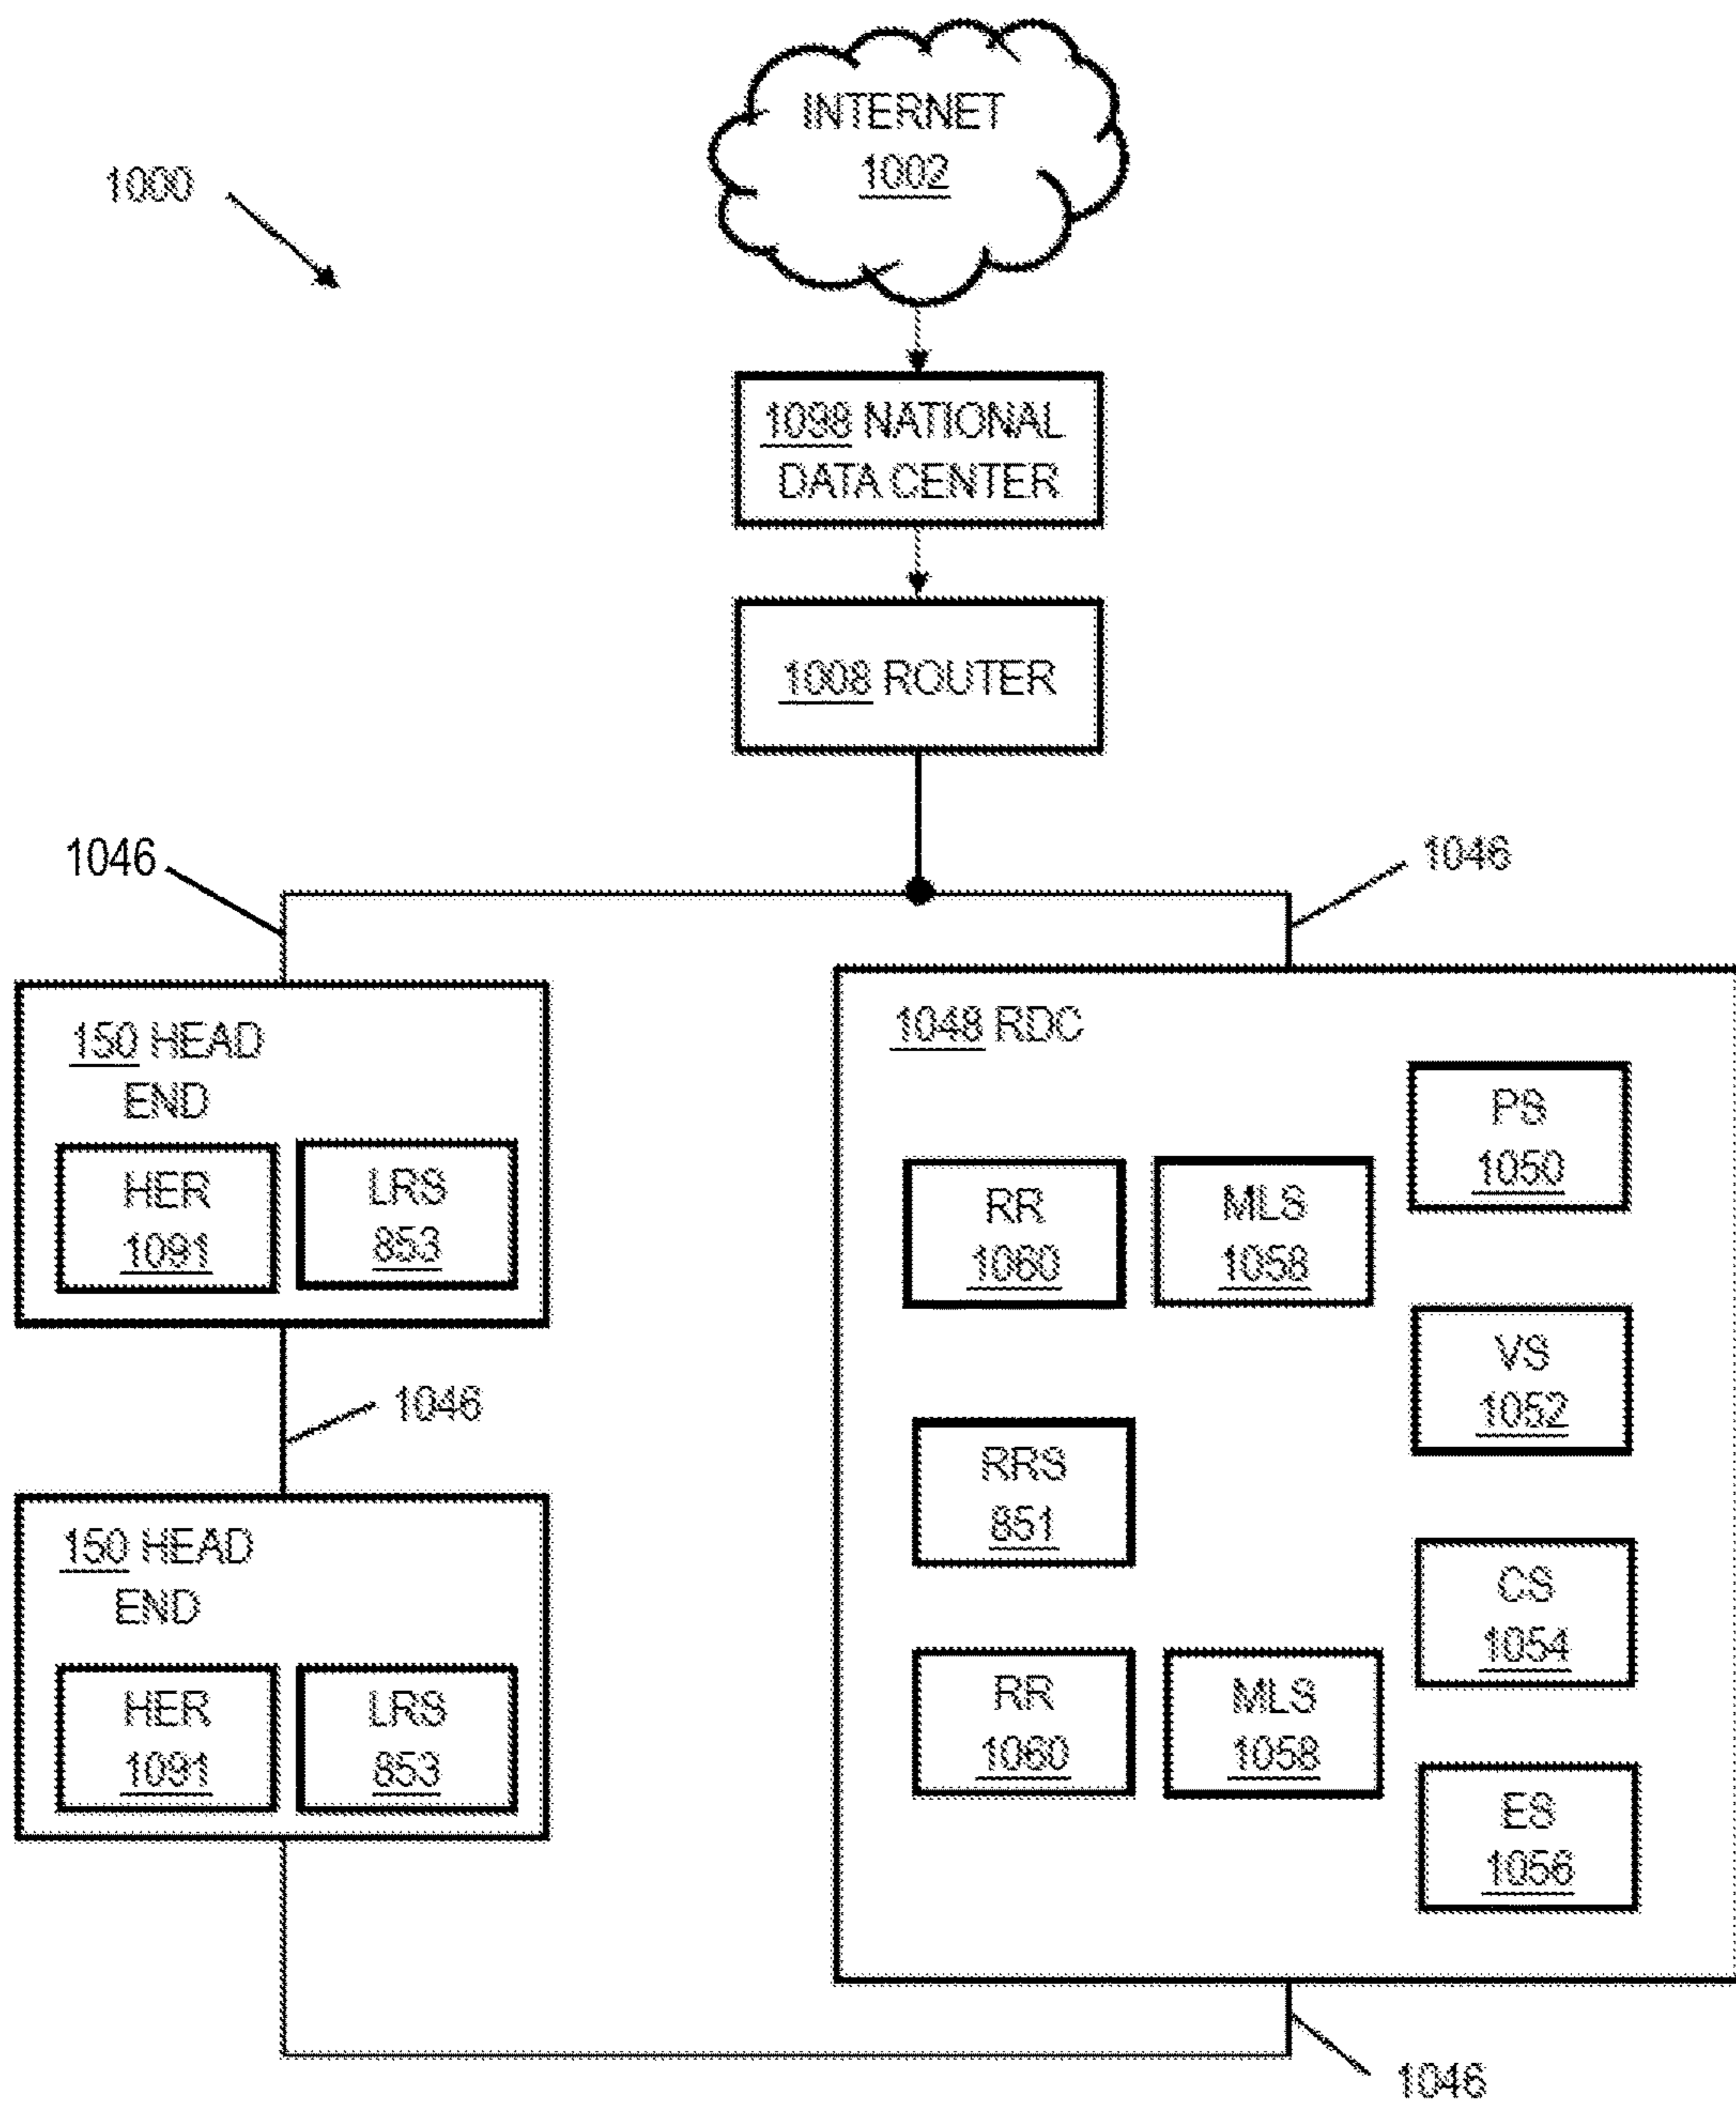 INTERNET
1002
1000
1098 NATIONAL
DATA CENTER
1008 ROUTER
1046
1046
150 HEAD
END
HER
1091
LRS
853
1046
150 HEAD
END
HER
1091
LRS
853
1048 RDC
PS
1050
RR
1060
MLS
1058
VS
1052
RRS
851
CS
1054
RR
1060
MLS
1058
ES
1056
1046